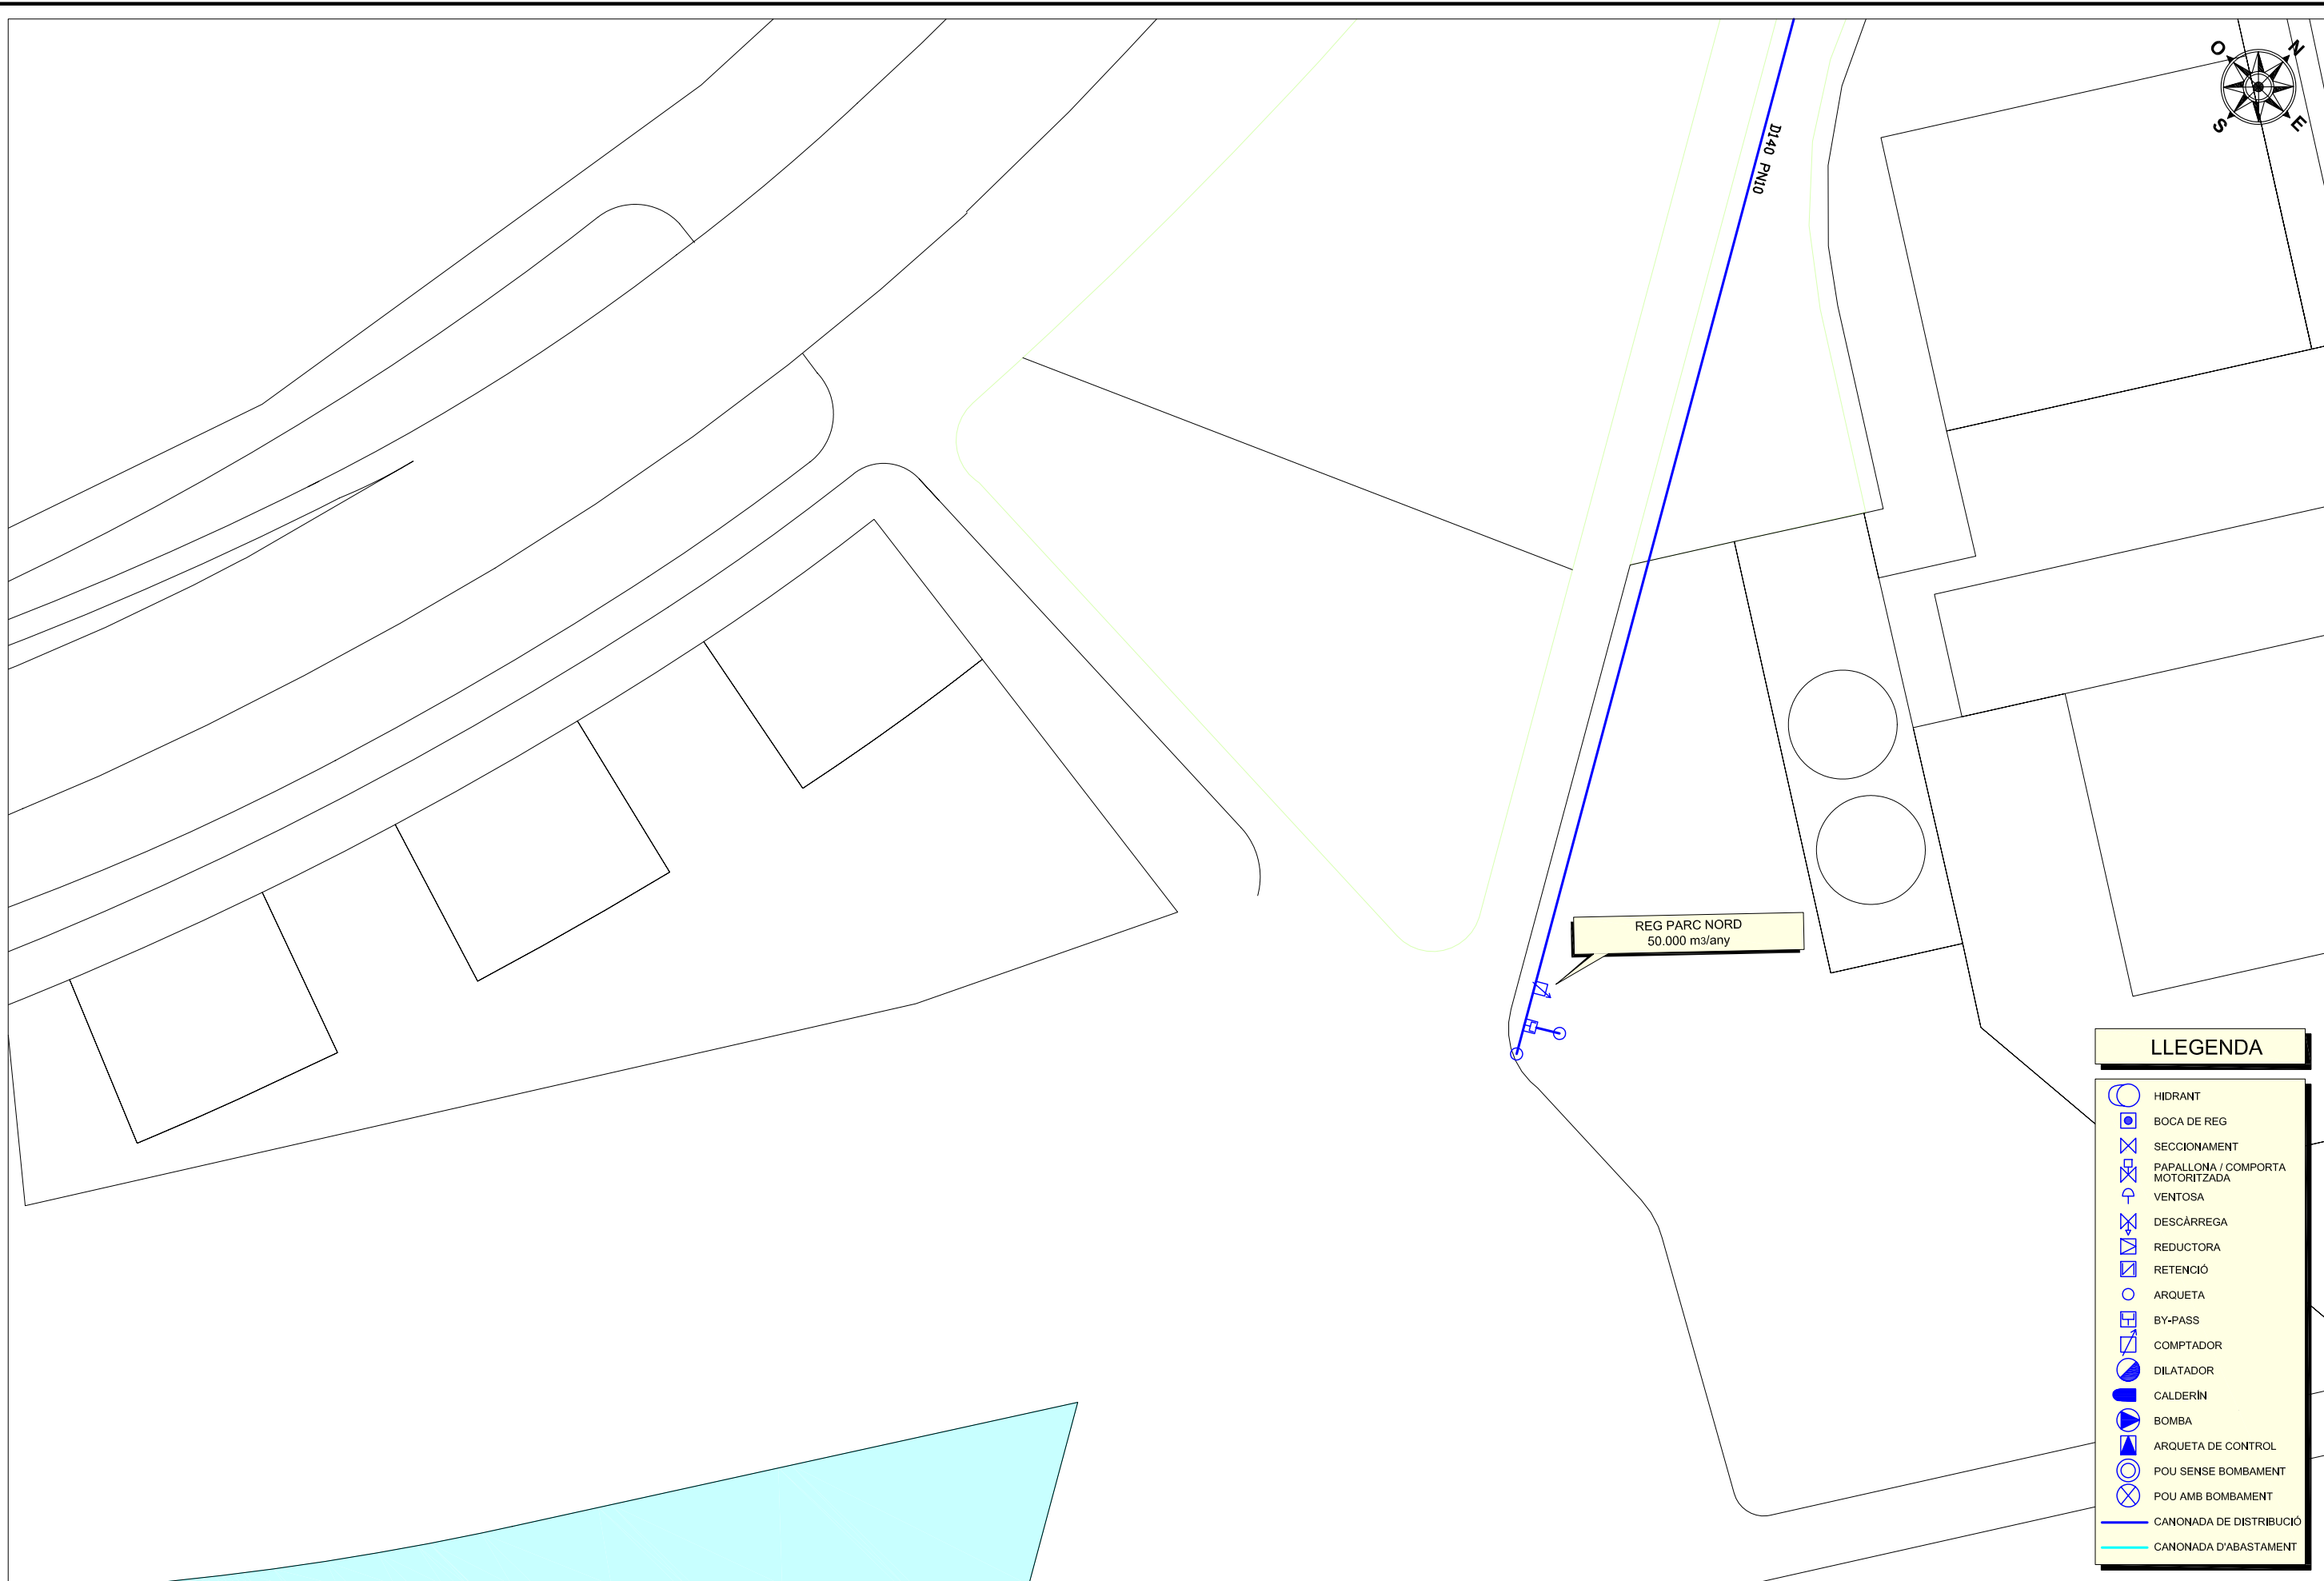 O
N
S
E
D140 PN10
REG PARC NORD
50.000 m3/any
LLEGENDA
HIDRANT
BOCA DE REG
SECCIONAMENT
PAPALLONA / COMPORTA
MOTORITZADA
VENTOSA
DESCÀRREGA
REDUCTORA
RETENCIÓ
ARQUETA
BY-PASS
COMPTADOR
DILATADOR
CALDERÍN
BOMBA
ARQUETA DE CONTROL
POU SENSE BOMBAMENT
POU AMB BOMBAMENT
CANONADA DE DISTRIBUCIÓ
CANONADA D'ABASTAMENT